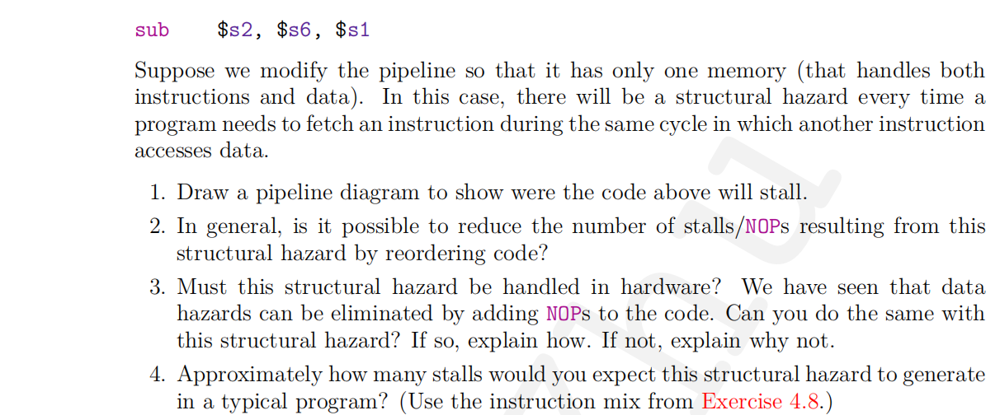 sub $s2, $s6, $s1
Suppose we modify the pipeline so that it has only one memory (that handles both
instructions and data). In this case, there will be a structural hazard every time a
program needs to fetch an instruction during the same cycle in which another instruction
accesses data.
1. Draw a pipeline diagram to show were the code above will stall.
2. In general, is it possible to reduce the number of stalls/NOPs resulting from this
structural hazard by reordering code?
3. Must this structural hazard be handled in hardware? We have seen that data
hazards can be eliminated by adding NOPs to the code. Can you do the same with
this structural hazard? If so, explain how. If not, explain why not.
4. Approximately how many stalls would you expect this structural hazard to generate
in a typical program? (Use the instruction mix from Exercise 4.8.)